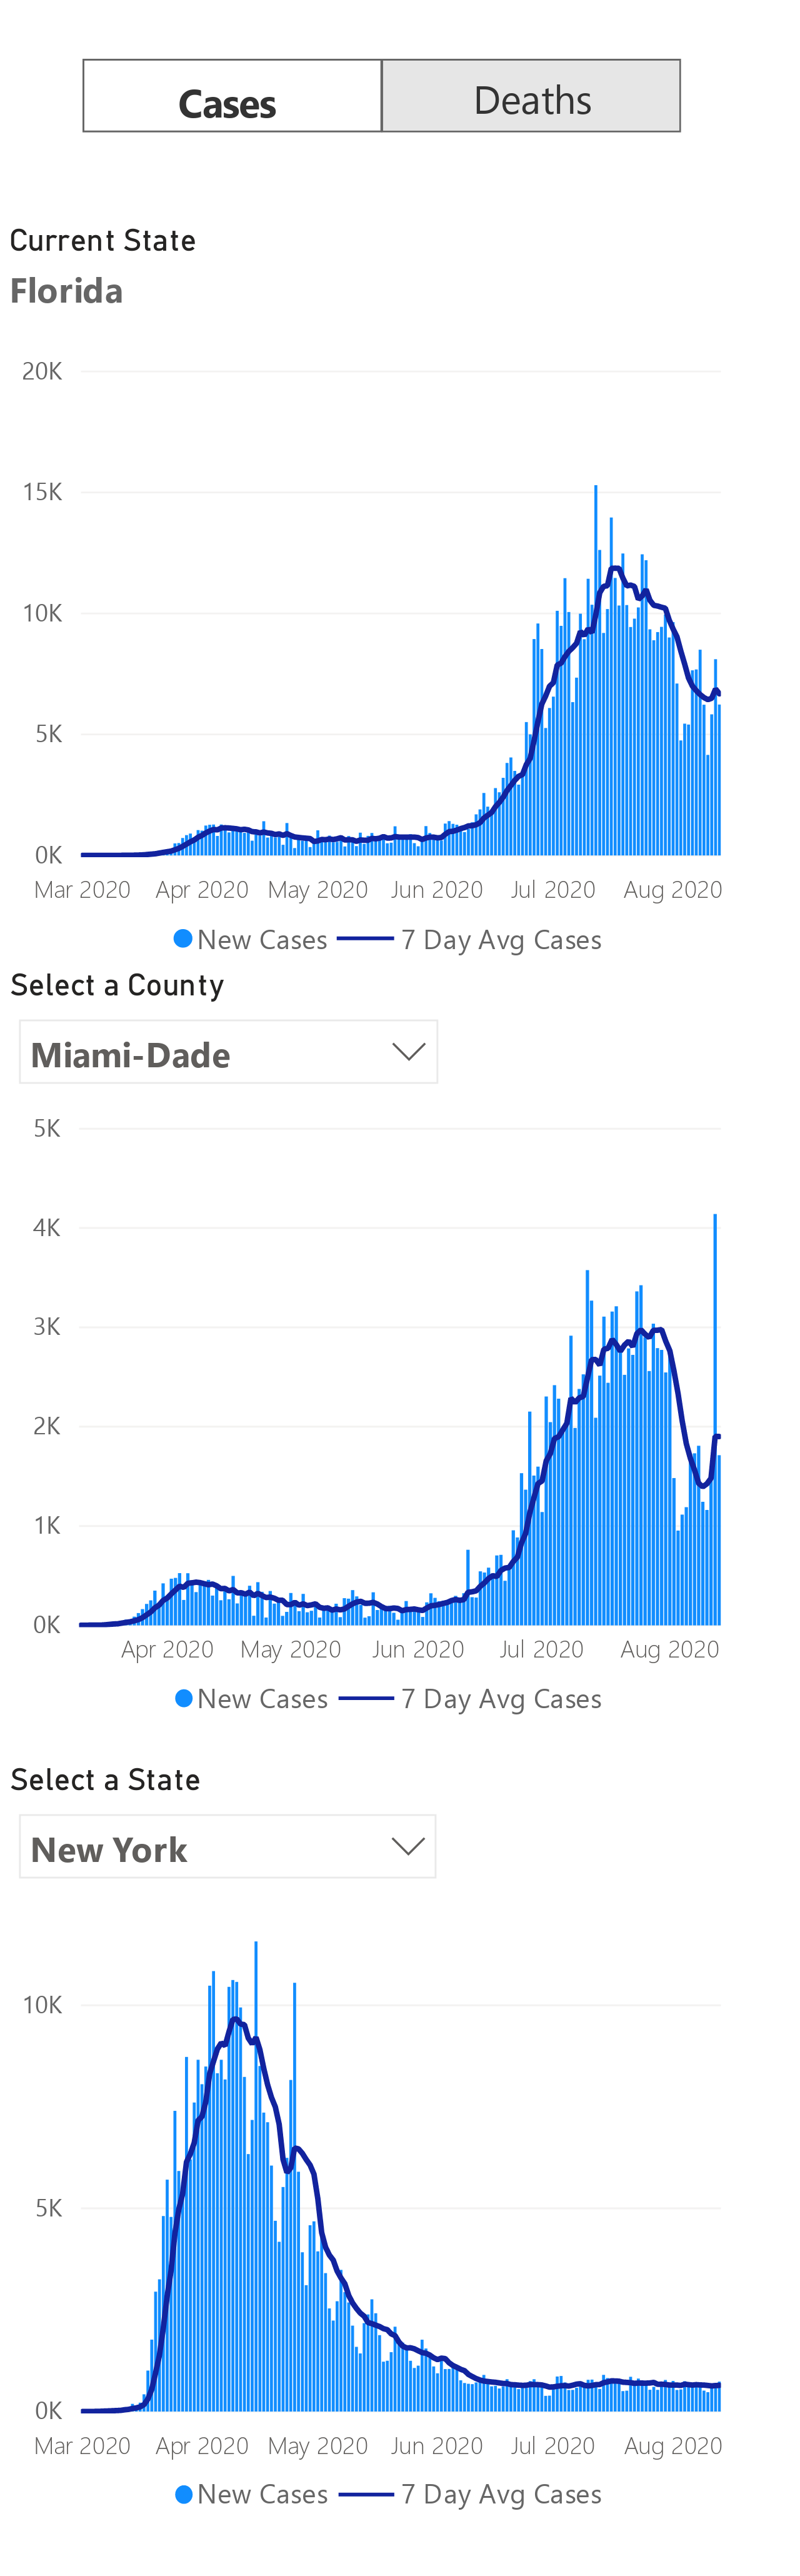 Cases Deaths
Current State
Florida
20K
15K
10K
5K
0K
Mar 2020 Apr 2020 May 2020 Jun 2020 Jul 2020 Aug 2020
New Cases 7 Day Avg Cases
Select a County
Miami-Dade
5K
4K
3K
2K
1K
0K
Apr 2020 May 2020 Jun 2020 Jul 2020 Aug 2020
New Cases 7 Day Avg Cases
Select a State
New York
10K
5K
0K
Mar 2020 Apr 2020 May 2020 Jun 2020 Jul 2020 Aug 2020
New Cases 7 Day Avg Cases